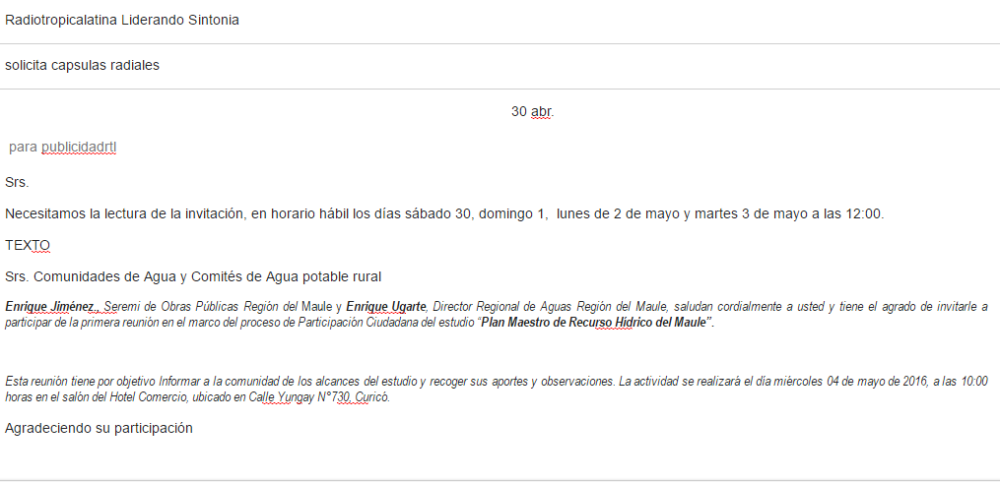 Radiotropicalatina Liderando Sintonia
solicita capsulas radiales
30 abr.
para publicidadrtl
Srs.
Necesitamos la lectura de la invitación, en horario hábil los días sábado 30, domingo 1, lunes de 2 de mayo y martes 3 de mayo a las 12:00.
TEXTO
Srs. Comunidades de Agua y Comités de Agua potable rural
Enrique Jiménez., Seremi de Obras Públicas Región del Maule y Enrique Ugarte, Director Regional de Aguas Región del Maule, saludan cordialmente a usted y tiene el agrado de invitarle a
participar de la primera reunión en el marco del proceso de Participación Ciudadana del estudio “Plan Maestro de Recurso Hídrico del Maule”.
Esta reunión tiene por objetivo Informar a la comunidad de los alcances del estudio y recoger sus aportes y observaciones. La actividad se realizará el día miércoles 04 de mayo de 2016, a las 10:00
horas en el salón del Hotel Comercio, ubicado en Calle Yungay N°730, Curicó.
Agradeciendo su participación